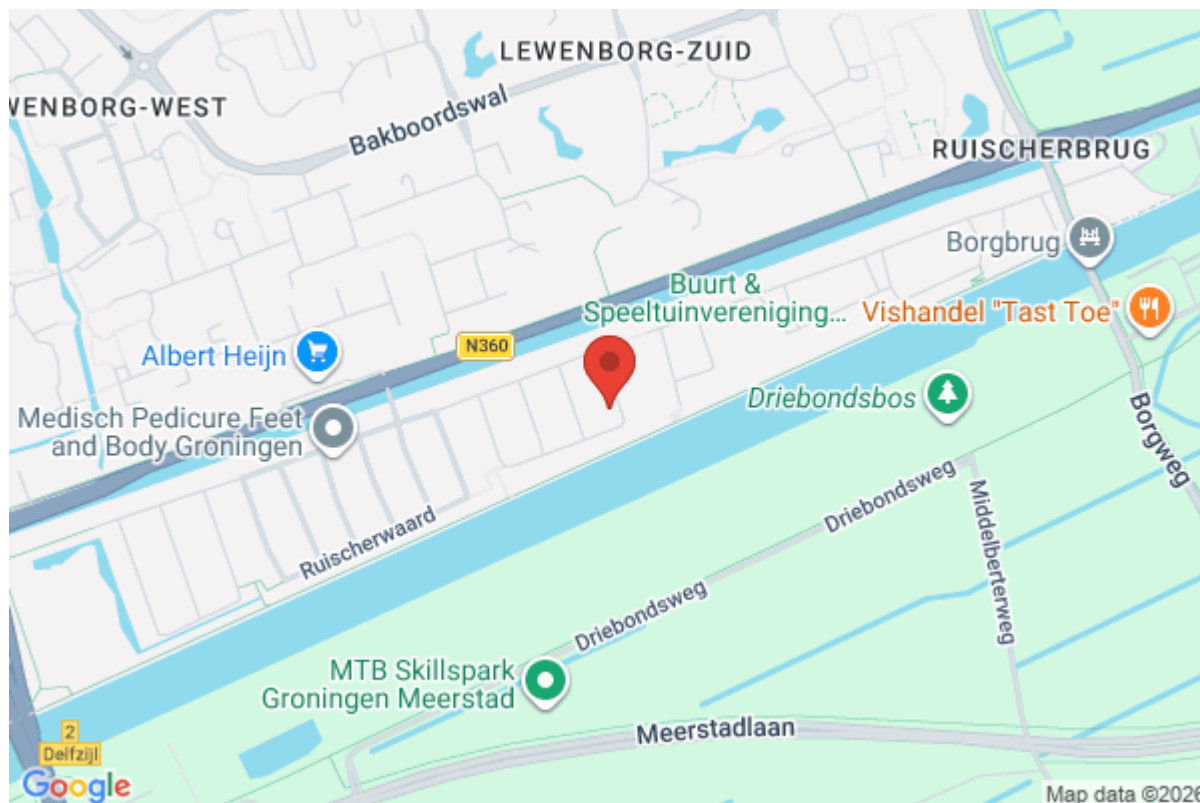 LEWENBORG-ZUID
WENBORG-WEST
Bakboordswal
RUISCHERBRUG
Borgbrug
Buurt &
Speeltuinvereniging...
Vishandel "Tast Toe"
N360
Albert Heijn
Driebondsbos
Medisch Pedicure Feet
and Body Groningen
Borgweg
Driebondsweg
Middelberterweg
Ruischerwaard
Driebondsweg
MTB Skillspark
Groningen Meerstad
Meerstadlaan
2
Delfzijl
Google
Map data ©2026